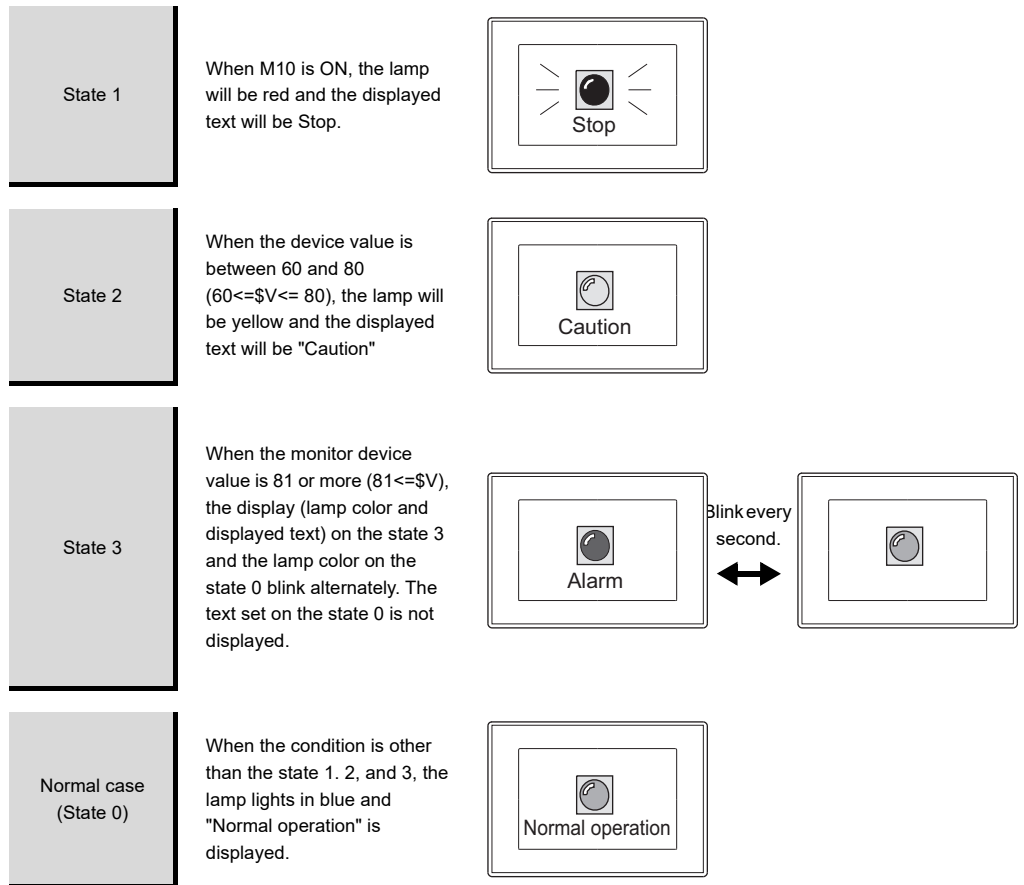 State 1
When M10 is ON, the lamp
will be red and the displayed
text will be Stop.
Stop
State 2
When the device value is
between 60 and 80
(60<=$V<= 80), the lamp will
be yellow and the displayed
text will be "Caution"
Caution
State 3
When the monitor device
value is 81 or more (81<=$V),
the display (lamp color and
displayed text) on the state 3
and the lamp color on the
state 0 blink alternately. The
text set on the state 0 is not
displayed.
Alarm
Blink every
second.
Normal case
(State 0)
When the condition is other
than the state 1. 2, and 3, the
lamp lights in blue and
"Normal operation" is
displayed.
Normal operation